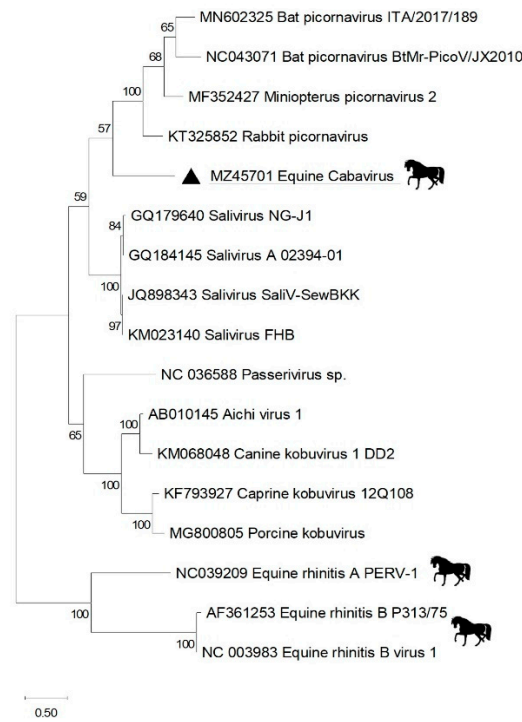 MN602325 Bat picornavirus ITA/2017/189
65
NC043071 Bat picornavirus BtMr-PicoV/JX2010
68
MF352427 Miniopterus picornavirus 2
100
KT325852 Rabbit picornavirus
57
MZ45701 Equine Cabavirus
59
GQ179640 Salivirus NG-J1
84
GQ184145 Salivirus A 02394-01
100
JQ898343 Salivirus SaliV-SewBKK
97
KM023140 Salivirus FHB
NC 036588 Passerivirus sp.
65
AB010145 Aichi virus 1
100
KM068048 Canine kobuvirus 1 DD2
100
KF793927 Caprine kobuvirus 12Q108
100
MG800805 Porcine kobuvirus
NC039209 Equine rhinitis A PERV-1
100
AF361253 Equine rhinitis B P313/75
100
NC 003983 Equine rhinitis B virus 1
0.50